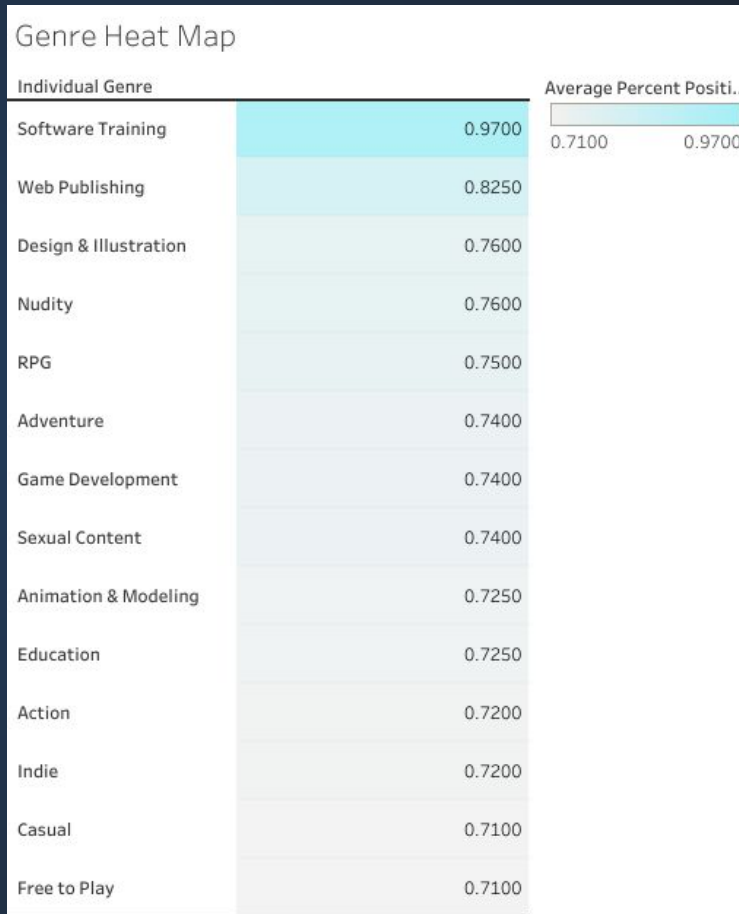 Genre Heat Map
Individual Genre
Software Training 0.9700
Web Publishing 0.8250
Design & Illustration 0.7600
Nudity 0.7600
RPG 0.7500
Adventure 0.7400
Game Development 0.7400
Sexual Content 0.7400
Animation & Modeling 0.7250
Education 0.7250
Action 0.7200
Indie 0.7200
Casual 0.7100
Free to Play 0.7100
Average Percent Positi..
0.7100 0.9700